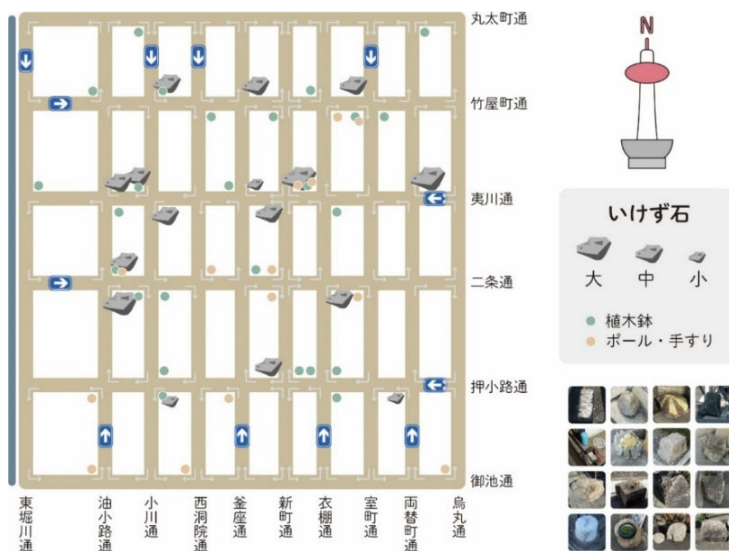 丸太町通
竹屋町通
夷川通
二条通
押小路通
御池通
東堀川通
油小路通
小川通
西洞院通
釜座通
新町通
衣棚通
室町通
両替町通
烏丸通
N
いけず石
大 中 小
植木鉢
ポール・手すり